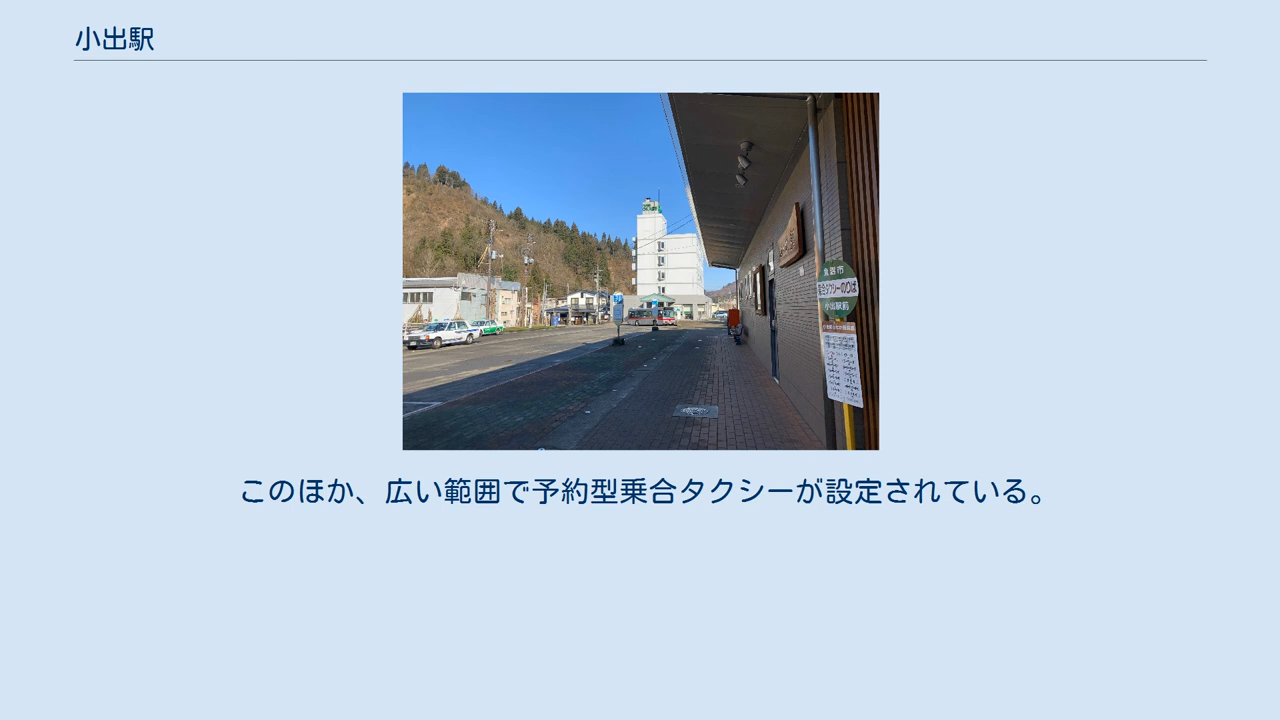 小出駅
魚沼市
乗合タクシーのりば
小出駅前
このほか、広い範囲で予約型乗合タクシーが設定されている。